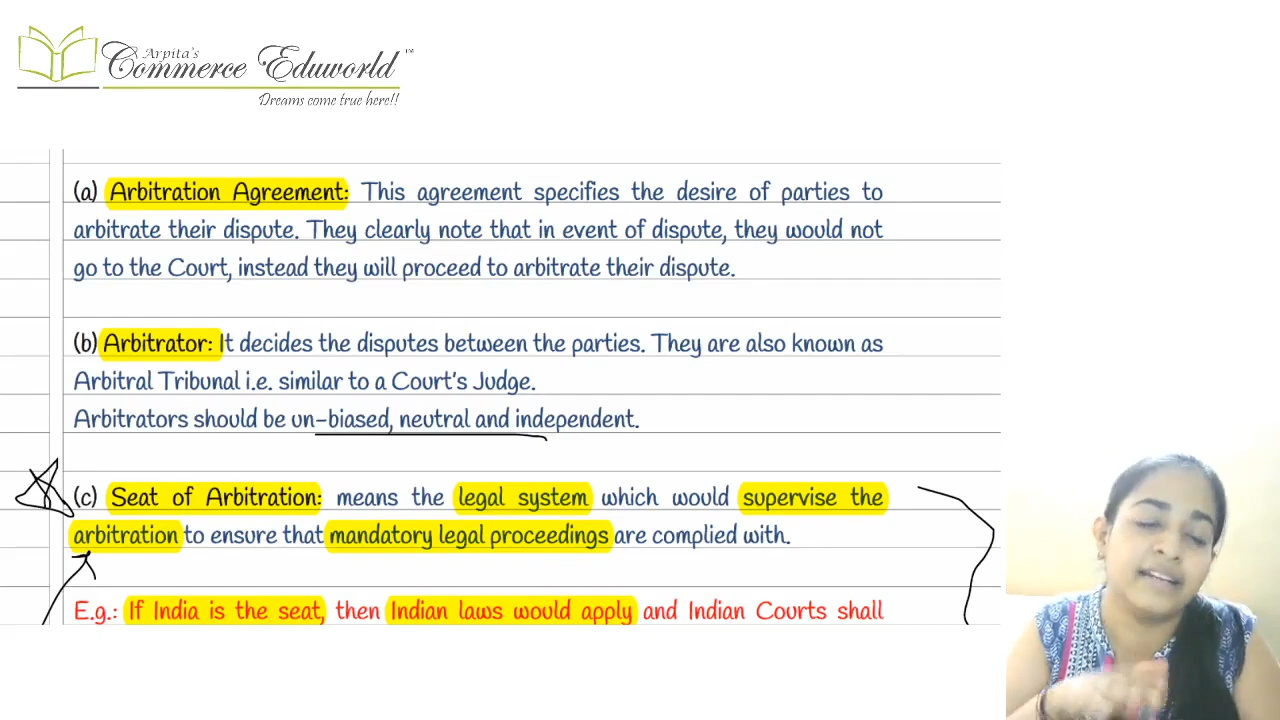 Arpita's
Commerce Eduworld™
Dreams come true here!!
(a) Arbitration Agreement: This agreement specifies the desire of parties to
arbitrate their dispute. They clearly note that in event of dispute, they would not
go to the Court, instead they will proceed to arbitrate their dispute.
(b) Arbitrator: It decides the disputes between the parties. They are also known as
Arbitral Tribunal i.e. similar to a Court's Judge.
Arbitrators should be un-biased, neutral and independent.
(c) Seat of Arbitration: means the legal system which would supervise the
arbitration to ensure that mandatory legal proceedings are complied with.
E.g.: If India is the seat, then Indian laws would apply and Indian Courts shall